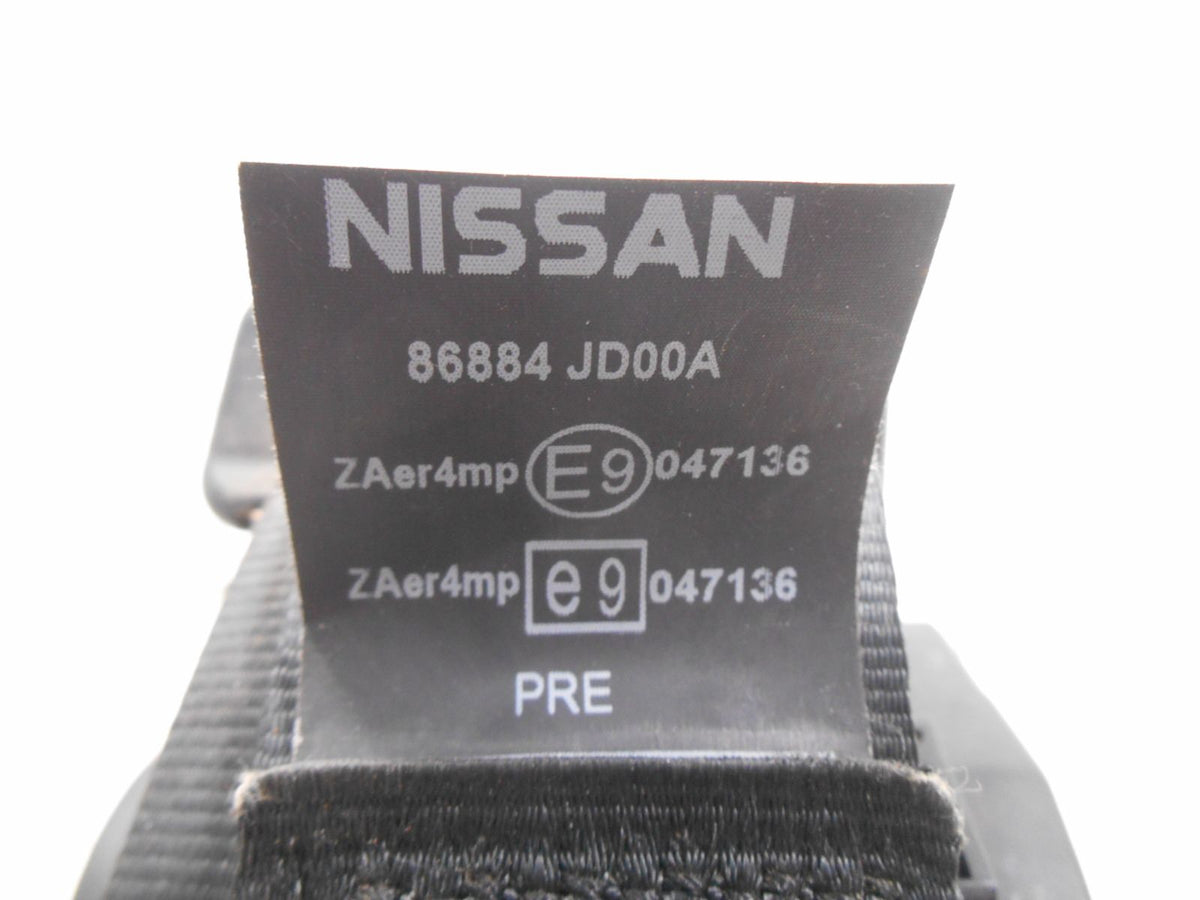 NISSAN
86884 JD00A
ZAer4mp E9 047136
ZAer4mp e9 047136
PRE